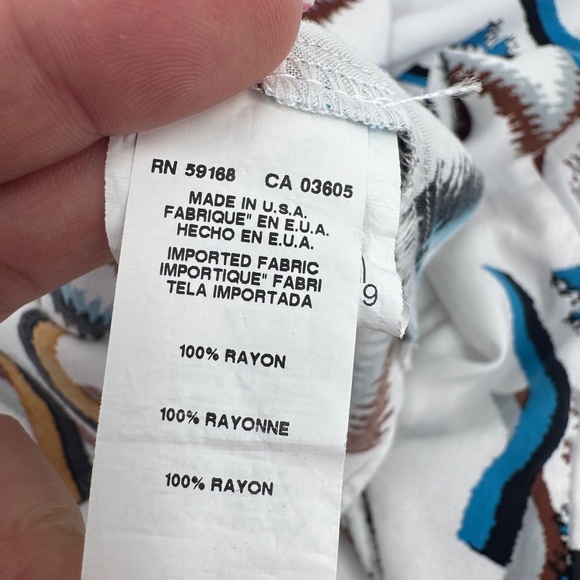 RN 59168 CA 03605
MADE IN U.S.A.
FABRIQUE" EN E.U.A.
HECHO EN E.U.A.
IMPORTED FABRIC
IMPORTIQUE" FABRI
TELA IMPORTADA
9
100% RAYON
100% RAYONNE
100% RAYON